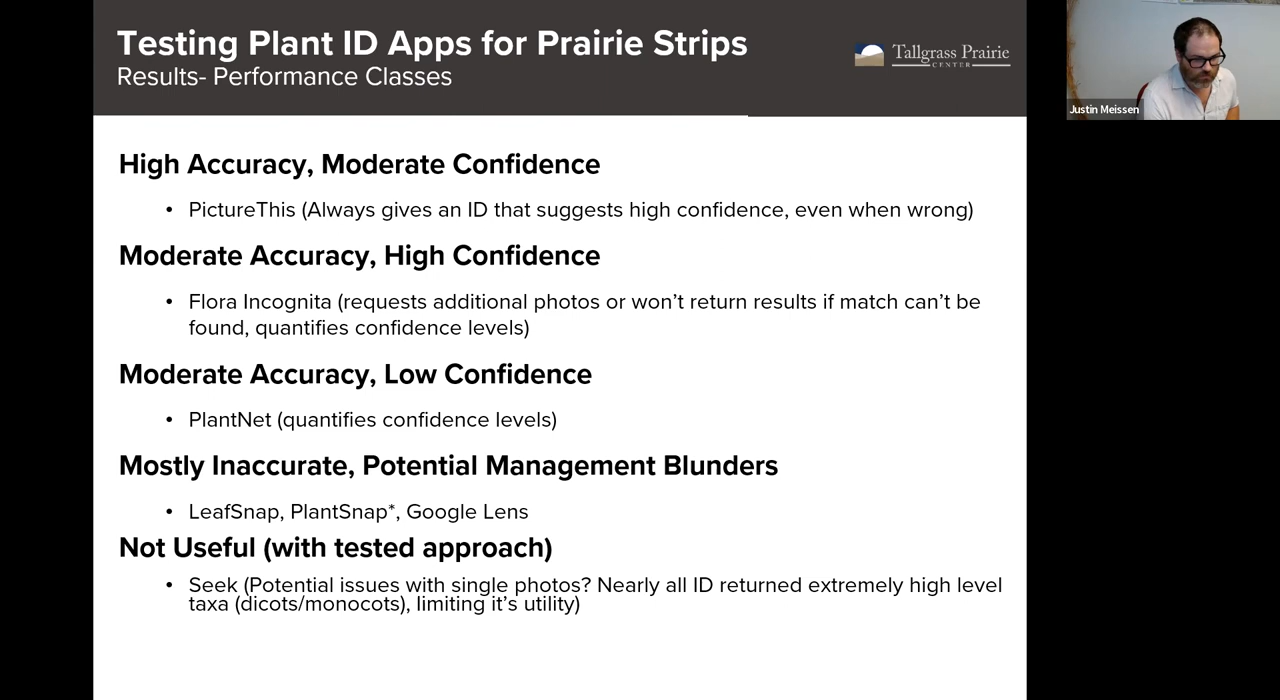 Testing Plant ID Apps for Prairie Strips
Results- Performance Classes
Tallgrass Prairie
CENTER
Justin Meissen
High Accuracy, Moderate Confidence
• PictureThis (Always gives an ID that suggests high confidence, even when wrong)
Moderate Accuracy, High Confidence
• Flora Incognita (requests additional photos or won't return results if match can't be
found, quantifies confidence levels)
Moderate Accuracy, Low Confidence
• PlantNet (quantifies confidence levels)
Mostly Inaccurate, Potential Management Blunders
• LeafSnap, PlantSnap*, Google Lens
Not Useful (with tested approach)
• Seek (Potential issues with single photos? Nearly all ID returned extremely high level
taxa (dicots/monocots), limiting it's utility)